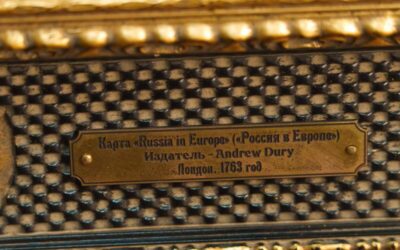 Карта «Russia in Europe» («Россия в Европе»)
Издатель - Andrew Dury
Лондон. 1763 год